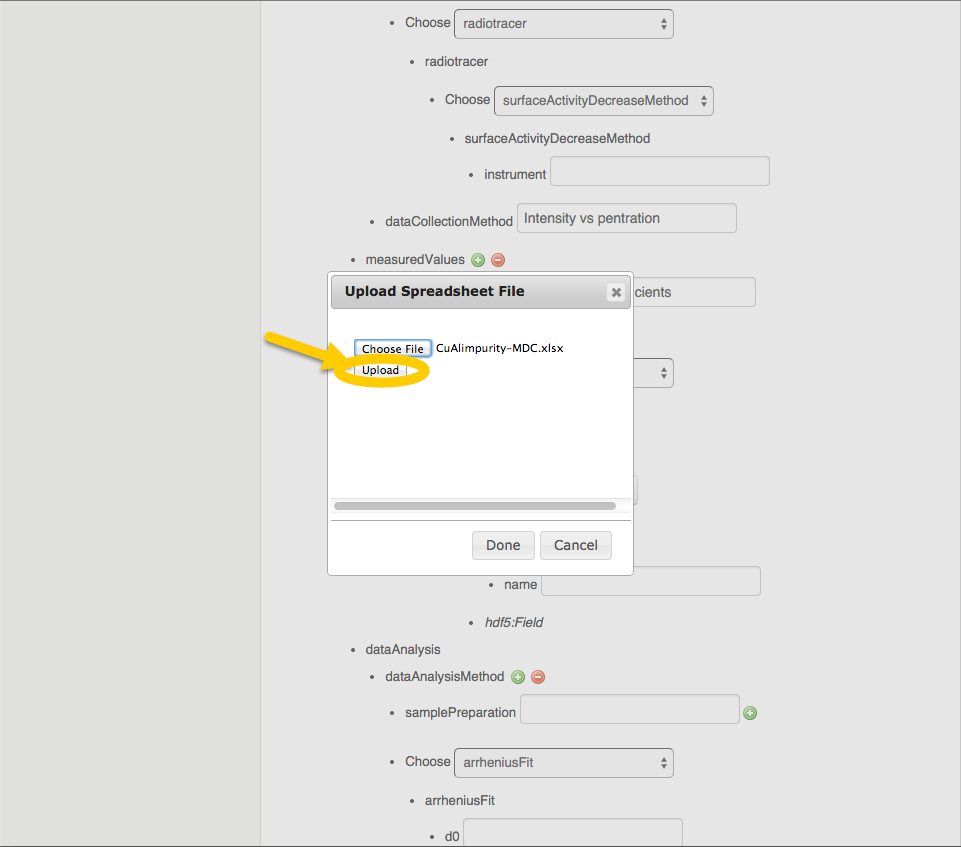 Choose radiotracer
radiotracer
Choose surfaceActivityDecreaseMethod
surfaceActivityDecreaseMethod
instrument
dataCollectionMethod Intensity vs pentration
measuredValues
Upload Spreadsheet File
cients
Choose File CuAlimpurity-MDC.xlsx
Upload
Done Cancel
name
hdf5:Field
dataAnalysis
dataAnalysisMethod
samplePreparation
Choose arrheniusFit
arrheniusFit
d0